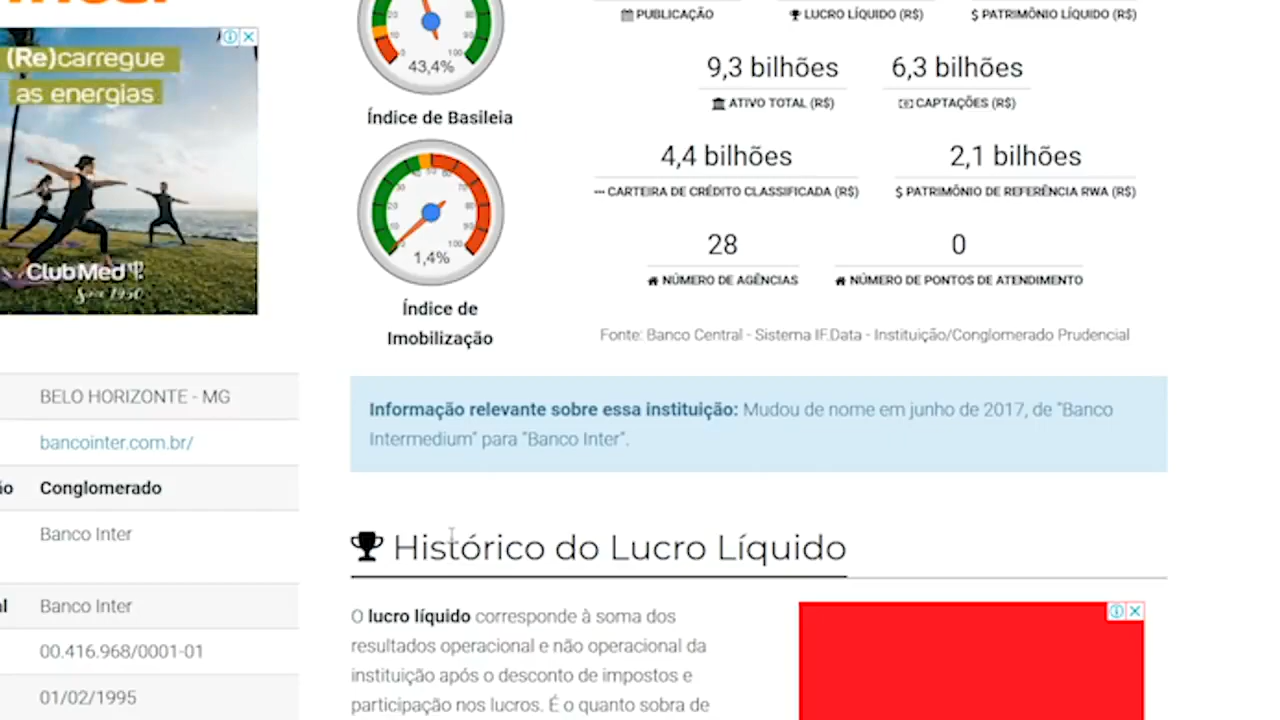 (Re)carregue
as energias
ClubMed
Since 1950
BELO HORIZONTE - MG
bancointer.com.br/
Conglomerado
Banco Inter
Banco Inter
00.416.968/0001-01
01/02/1995
43,4%
Índice de Basileia
1,4%
Índice de
Imobilização
PUBLICAÇÃO
LUCRO LÍQUIDO (R$)
$ PATRIMÔNIO LÍQUIDO (R$)
9,3 bilhões
ATIVO TOTAL (R$)
6,3 bilhões
CAPTAÇÕES (R$)
4,4 bilhões
CARTEIRA DE CRÉDITO CLASSIFICADA (R$)
2,1 bilhões
$ PATRIMÔNIO DE REFERÊNCIA RWA (R$)
28
NÚMERO DE AGÊNCIAS
0
NÚMERO DE PONTOS DE ATENDIMENTO
Fonte: Banco Central - Sistema IF.Data - Instituição/Conglomerado Prudencial
Informação relevante sobre essa instituição: Mudou de nome em junho de 2017, de "Banco
Intermedium" para "Banco Inter".
Histórico do Lucro Líquido
O lucro líquido corresponde à soma dos
resultados operacional e não operacional da
instituição após o desconto de impostos e
participação nos lucros. É o quanto sobra de